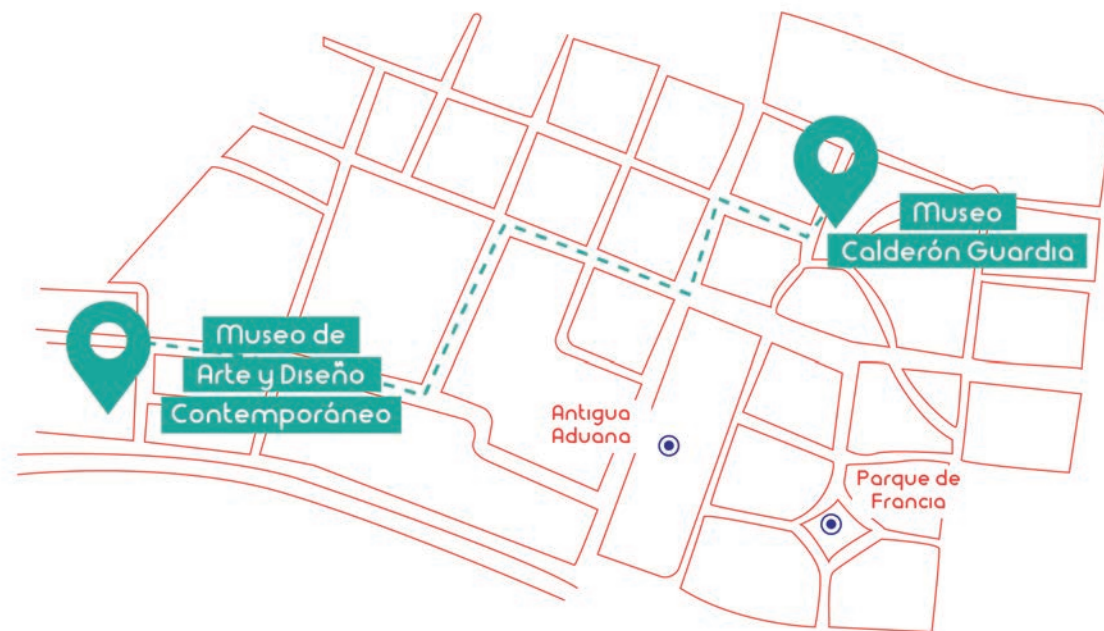 Museo
Calderón Guardia
Museo de
Arte y Diseño
Contemporáneo
Antigua
Aduana
Parque de
Francia